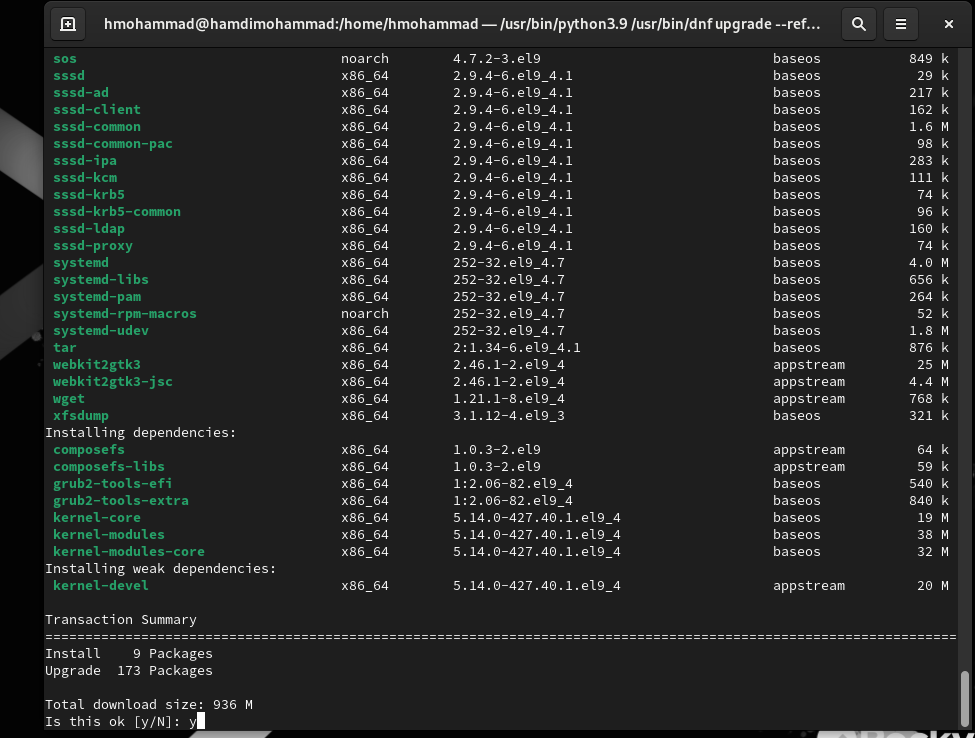 hmohammad@hamdimohammad:/home/hmohammad — /usr/bin/python3.9 /usr/bin/dnf upgrade --ref...
sos noarch 4.7.2-3.el9 baseos 849 k
sssd x86_64 2.9.4-6.el9_4.1 baseos 29 k
sssd-ad x86_64 2.9.4-6.el9_4.1 baseos 217 k
sssd-client x86_64 2.9.4-6.el9_4.1 baseos 162 k
sssd-common x86_64 2.9.4-6.el9_4.1 baseos 1.6 M
sssd-common-pac x86_64 2.9.4-6.el9_4.1 baseos 98 k
sssd-ipa x86_64 2.9.4-6.el9_4.1 baseos 283 k
sssd-kcm x86_64 2.9.4-6.el9_4.1 baseos 111 k
sssd-krb5 x86_64 2.9.4-6.el9_4.1 baseos 74 k
sssd-krb5-common x86_64 2.9.4-6.el9_4.1 baseos 96 k
sssd-ldap x86_64 2.9.4-6.el9_4.1 baseos 160 k
sssd-proxy x86_64 2.9.4-6.el9_4.1 baseos 74 k
systemd x86_64 252-32.el9_4.7 baseos 4.0 M
systemd-libs x86_64 252-32.el9_4.7 baseos 656 k
systemd-pam x86_64 252-32.el9_4.7 baseos 264 k
systemd-rpm-macros noarch 252-32.el9_4.7 baseos 52 k
systemd-udev x86_64 252-32.el9_4.7 baseos 1.8 M
tar x86_64 2:1.34-6.el9_4.1 baseos 876 k
webkit2gtk3 x86_64 2.46.1-2.el9_4 appstream 25 M
webkit2gtk3-jsc x86_64 2.46.1-2.el9_4 appstream 4.4 M
wget x86_64 1.21.1-8.el9_4 appstream 768 k
xfsdump x86_64 3.1.12-4.el9_3 baseos 321 k
Installing dependencies:
composefs x86_64 1.0.3-2.el9 appstream 64 k
composefs-libs x86_64 1.0.3-2.el9 appstream 59 k
grub2-tools-efi x86_64 1:2.06-82.el9_4 baseos 540 k
grub2-tools-extra x86_64 1:2.06-82.el9_4 baseos 840 k
kernel-core x86_64 5.14.0-427.40.1.el9_4 baseos 19 M
kernel-modules x86_64 5.14.0-427.40.1.el9_4 baseos 38 M
kernel-modules-core x86_64 5.14.0-427.40.1.el9_4 baseos 32 M
Installing weak dependencies:
kernel-devel x86_64 5.14.0-427.40.1.el9_4 appstream 20 M
Transaction Summary
================================================================================
Install 9 Packages
Upgrade 173 Packages
Total download size: 936 M
Is this ok [y/N]: y